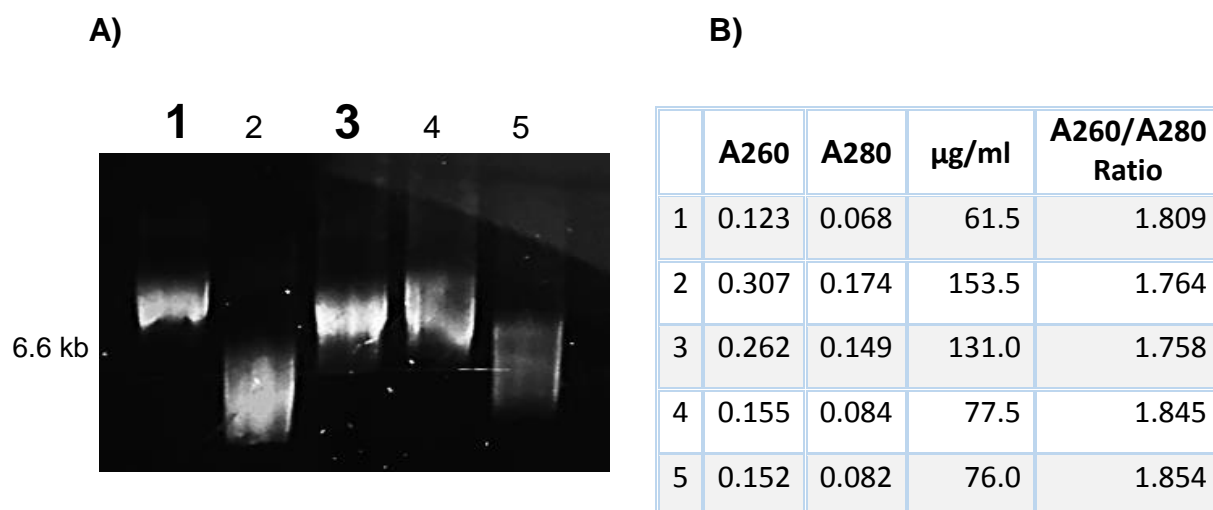 A)
B)
1 2 3 4 5
6.6 kb
A260 A280 µg/ml A260/A280 Ratio
1 0.123 0.068 61.5 1.809
2 0.307 0.174 153.5 1.764
3 0.262 0.149 131.0 1.758
4 0.155 0.084 77.5 1.845
5 0.152 0.082 76.0 1.854